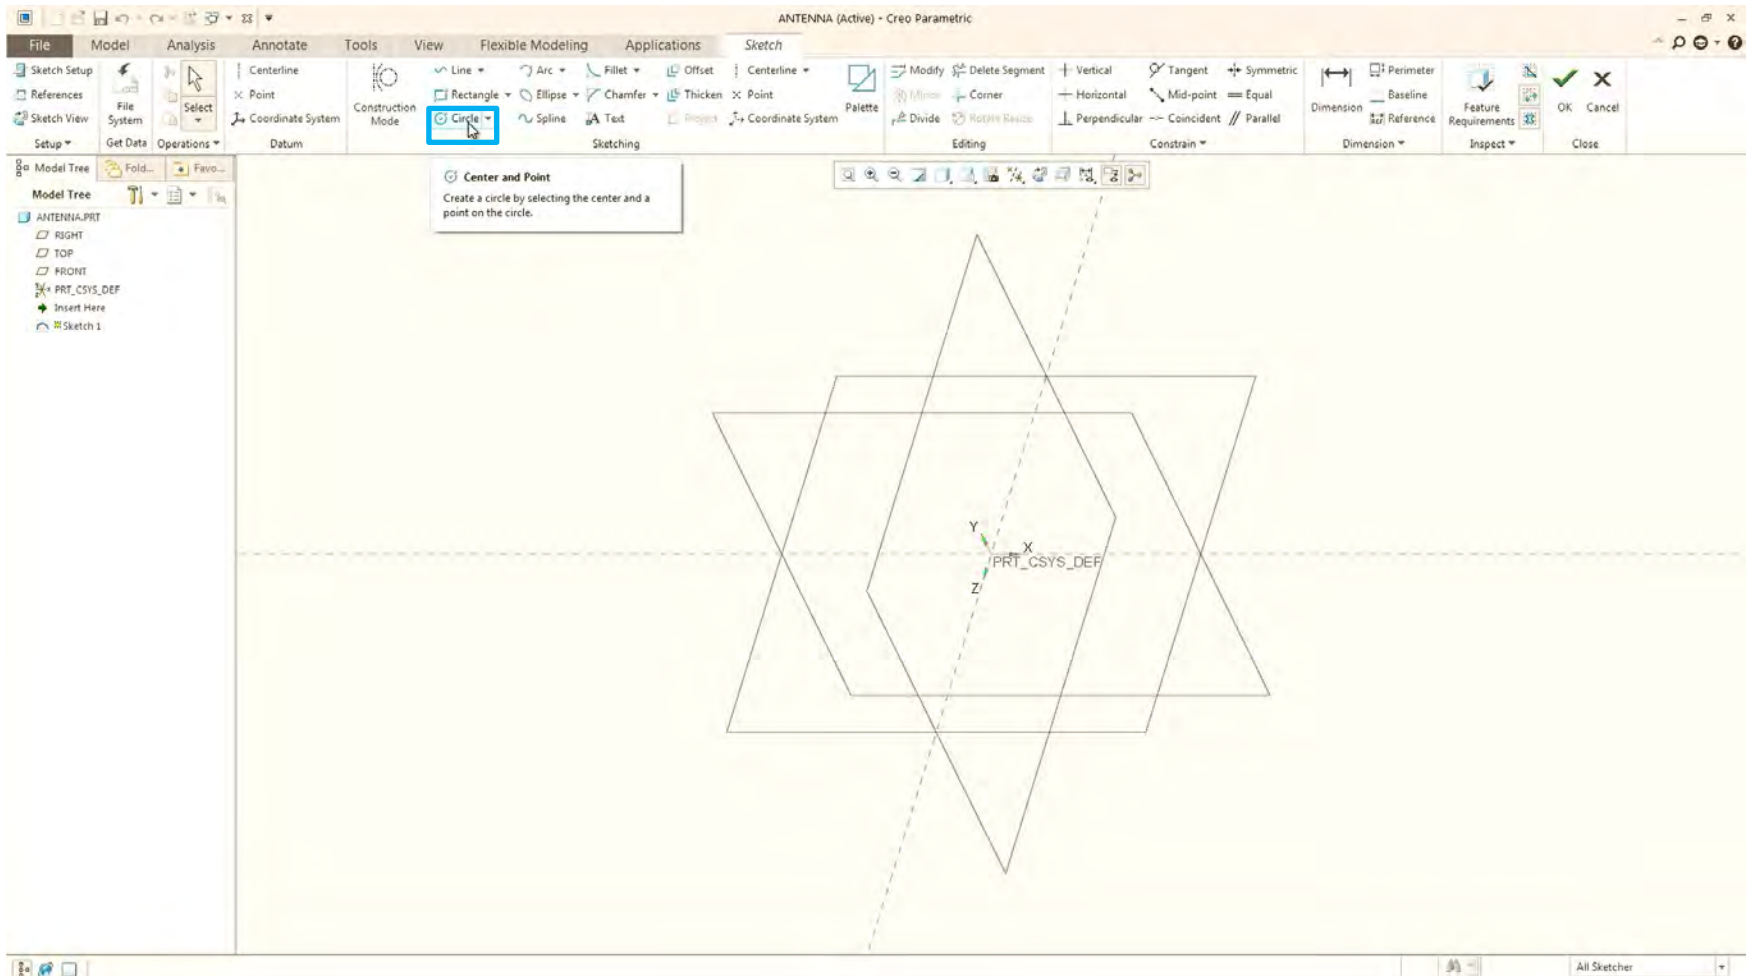 ANTENNA (Active) - Creo Parametric
File Model Analysis Annotate Tools View Flexible Modeling Applications Sketch
Sketch Setup Centerline Line Arc Fillet Offset Centerline Modify Delete Segment Vertical Tangent Symmetric Perimeter
References Point Rectangle Ellipse Chamfer Thicken Point Mirror Corner Horizontal Mid-point Equal Baseline
File System Select Construction Mode Palette Dimension Feature Requirements OK Cancel
Sketch View Coordinate System Circle Spline Text Project Coordinate System Divide Rotate Resize Perpendicular Coincident Parallel Reference
Setup Get Data Operations Datum Sketching Editing Constrain Dimension Inspect Close
Model Tree Fold... Favo...
Center and Point
Create a circle by selecting the center and a
point on the circle.
Model Tree
ANTENNA.PRT
RIGHT
TOP
FRONT
PRT_CSYS_DEF
Insert Here
Sketch 1
Y
X
PRT_CSYS_DEF
Z
All Sketcher